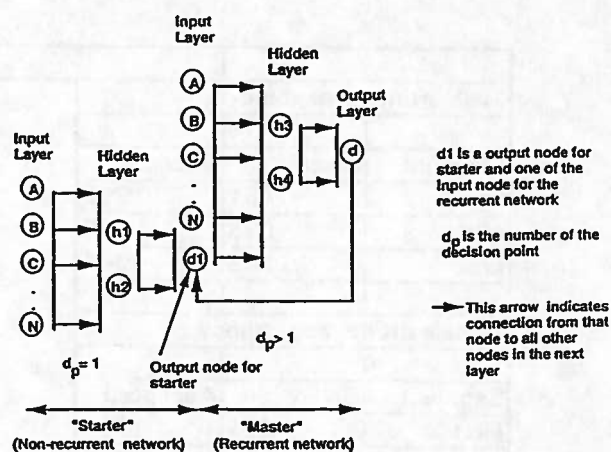 Input
Layer
Hidden
Layer
Output
Layer
A
B
C
N
d1
h3
h4
d
Input
Layer
Hidden
Layer
A
B
C
N
h1
h2
d1 is a output node for
starter and one of the
input node for the
recurrent network
dp is the number of the
decision point
This arrow indicates
connection from that
node to all other
nodes in the next
layer
dp = 1
Output node for
starter
dp> 1
"Starter"
(Non-recurrent network)
"Master"
(Recurrent network)